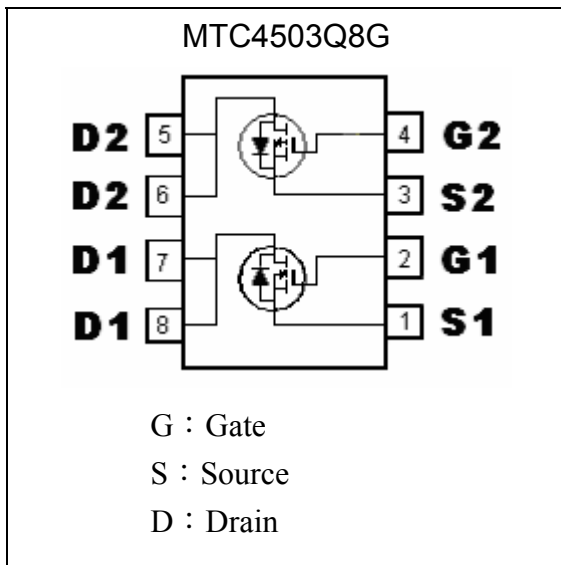 MTC4503Q8G
D2 5 4 G2
D2 6 3 S2
D1 7 2 G1
D1 8 1 S1
G：Gate
S：Source
D：Drain